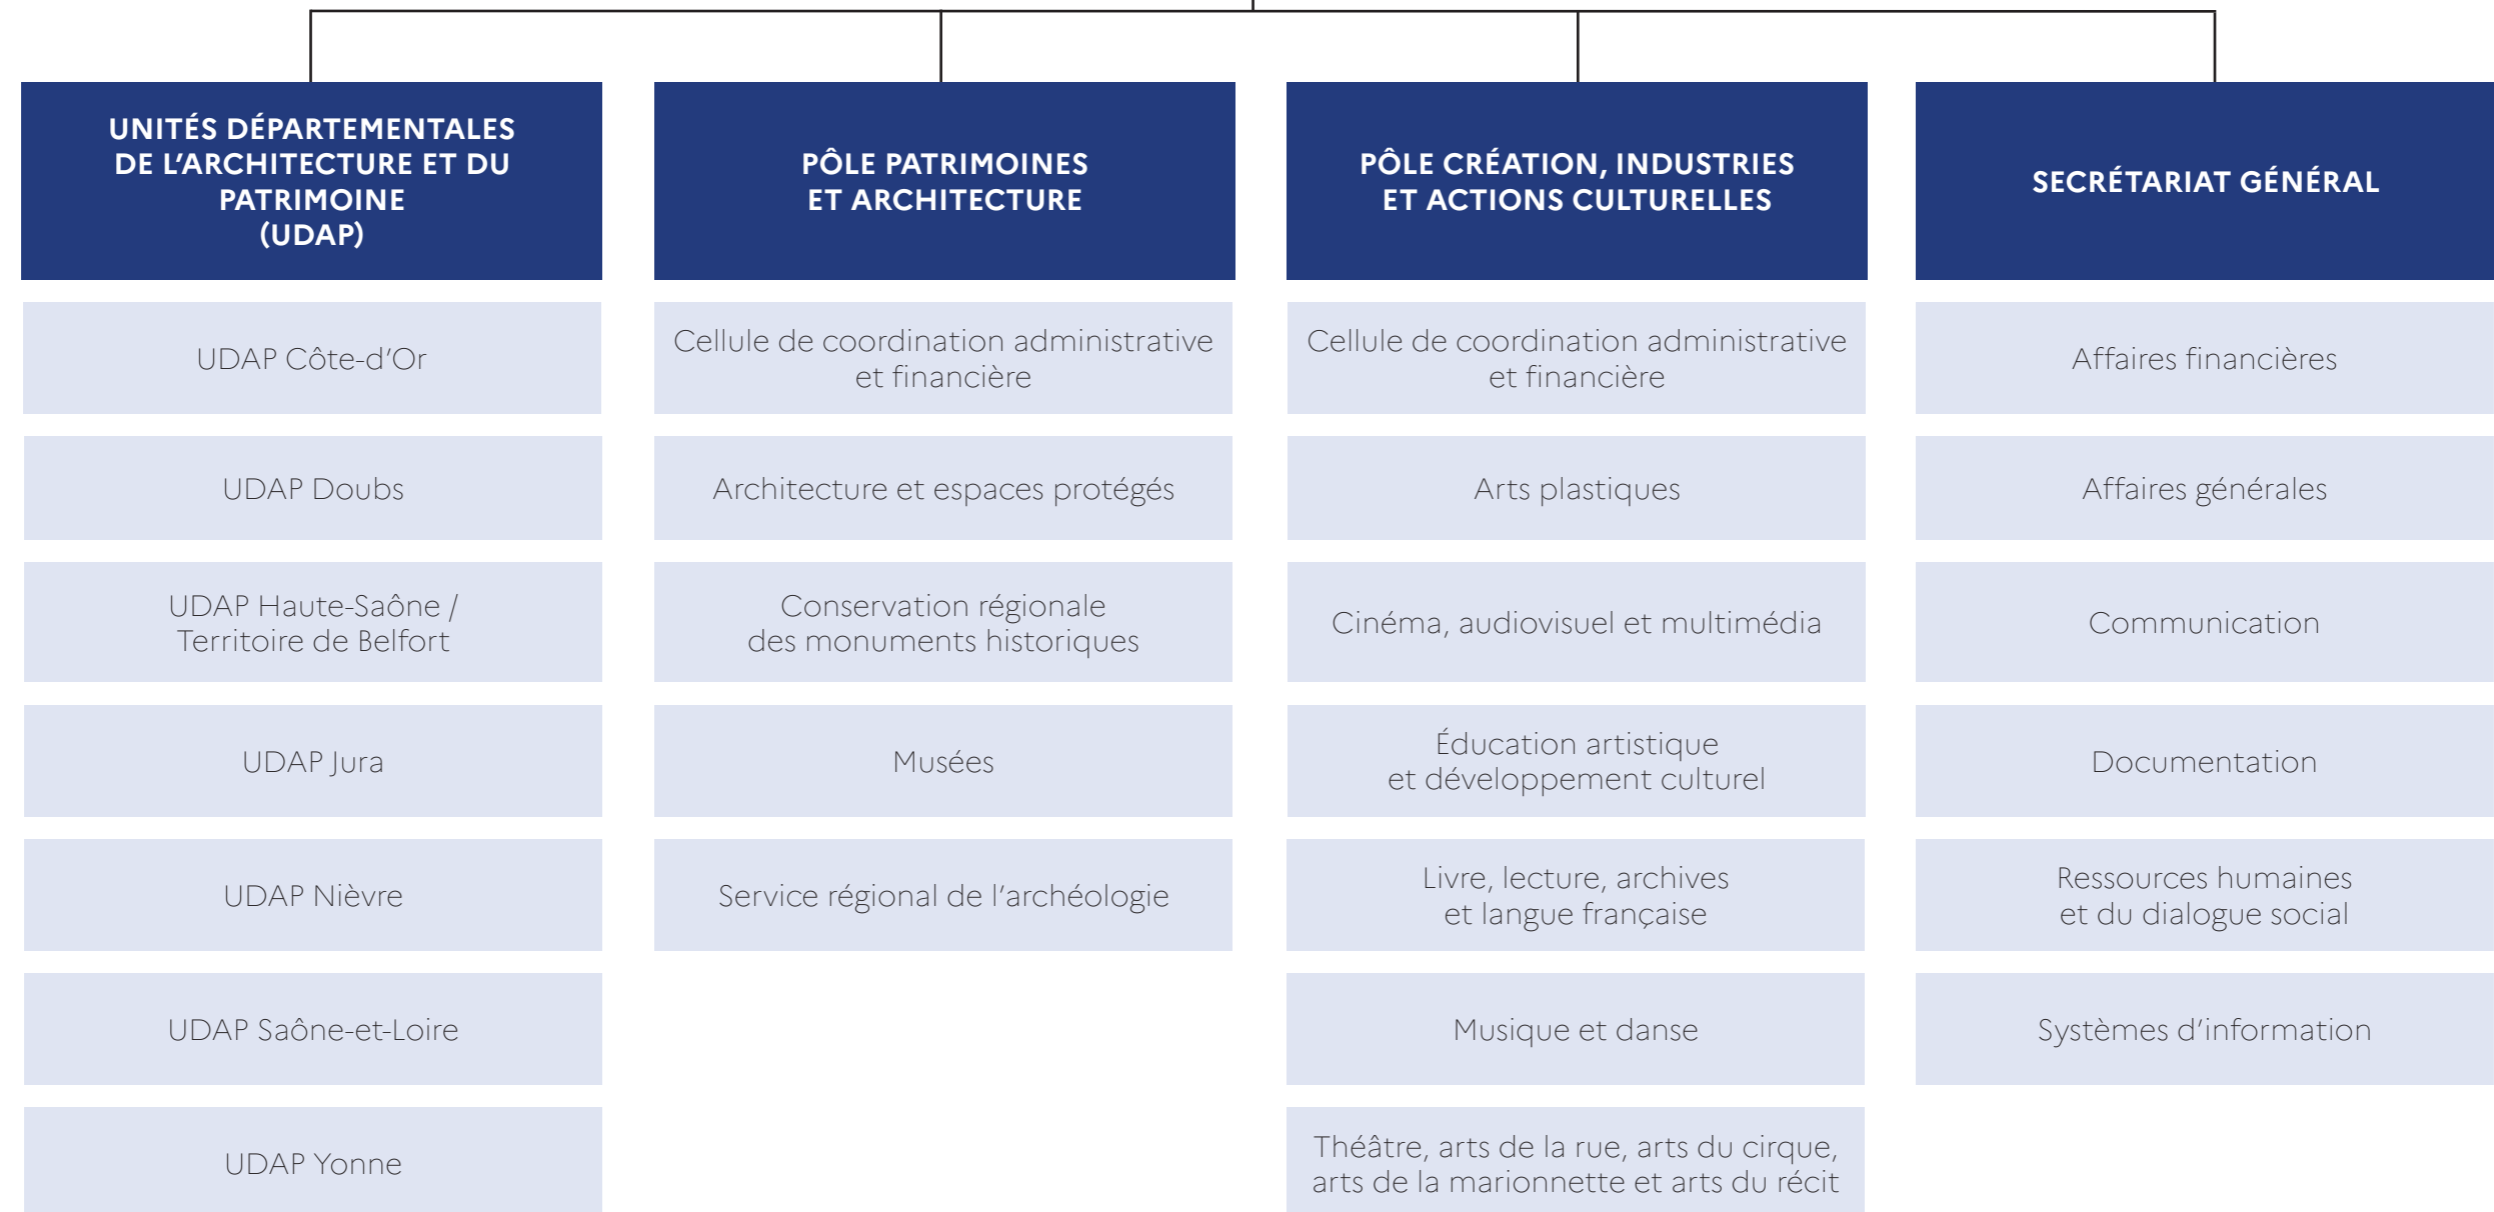 UNITÉS DÉPARTEMENTALES
DE L’ARCHITECTURE ET DU
PATRIMOINE
(UDAP)
UDAP Côte-d’Or
UDAP Doubs
UDAP Haute-Saône /
Territoire de Belfort
UDAP Jura
UDAP Nièvre
UDAP Saône-et-Loire
UDAP Yonne
PÔLE PATRIMOINES
ET ARCHITECTURE
Cellule de coordination administrative
et financière
Architecture et espaces protégés
Conservation régionale
des monuments historiques
Musées
Service régional de l’archéologie
PÔLE CRÉATION, INDUSTRIES
ET ACTIONS CULTURELLES
Cellule de coordination administrative
et financière
Arts plastiques
Cinéma, audiovisuel et multimédia
Éducation artistique
et développement culturel
Livre, lecture, archives
et langue française
Musique et danse
Théâtre, arts de la rue, arts du cirque,
arts de la marionnette et arts du récit
SECRÉTARIAT GÉNÉRAL
Affaires financières
Affaires générales
Communication
Documentation
Ressources humaines
et du dialogue social
Systèmes d’information